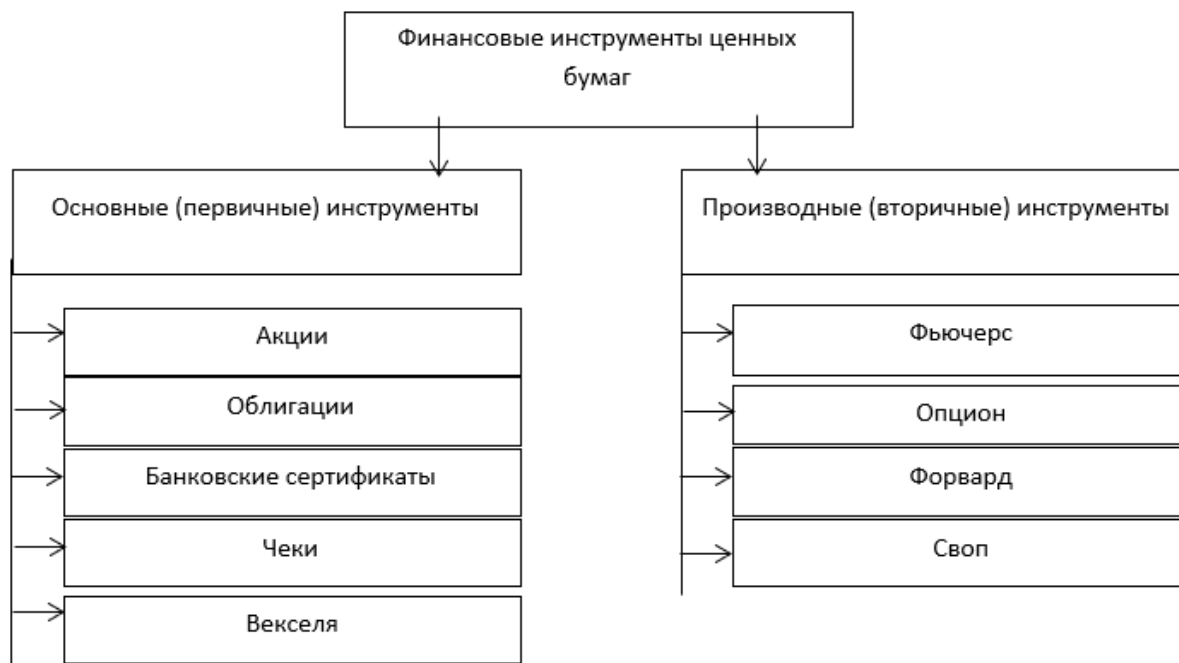 Финансовые инструменты ценных
бумаг
Основные (первичные) инструменты
Акции
Облигации
Банковские сертификаты
Чеки
Векселя
Производные (вторичные) инструменты
Фьючерс
Опцион
Форвард
Своп